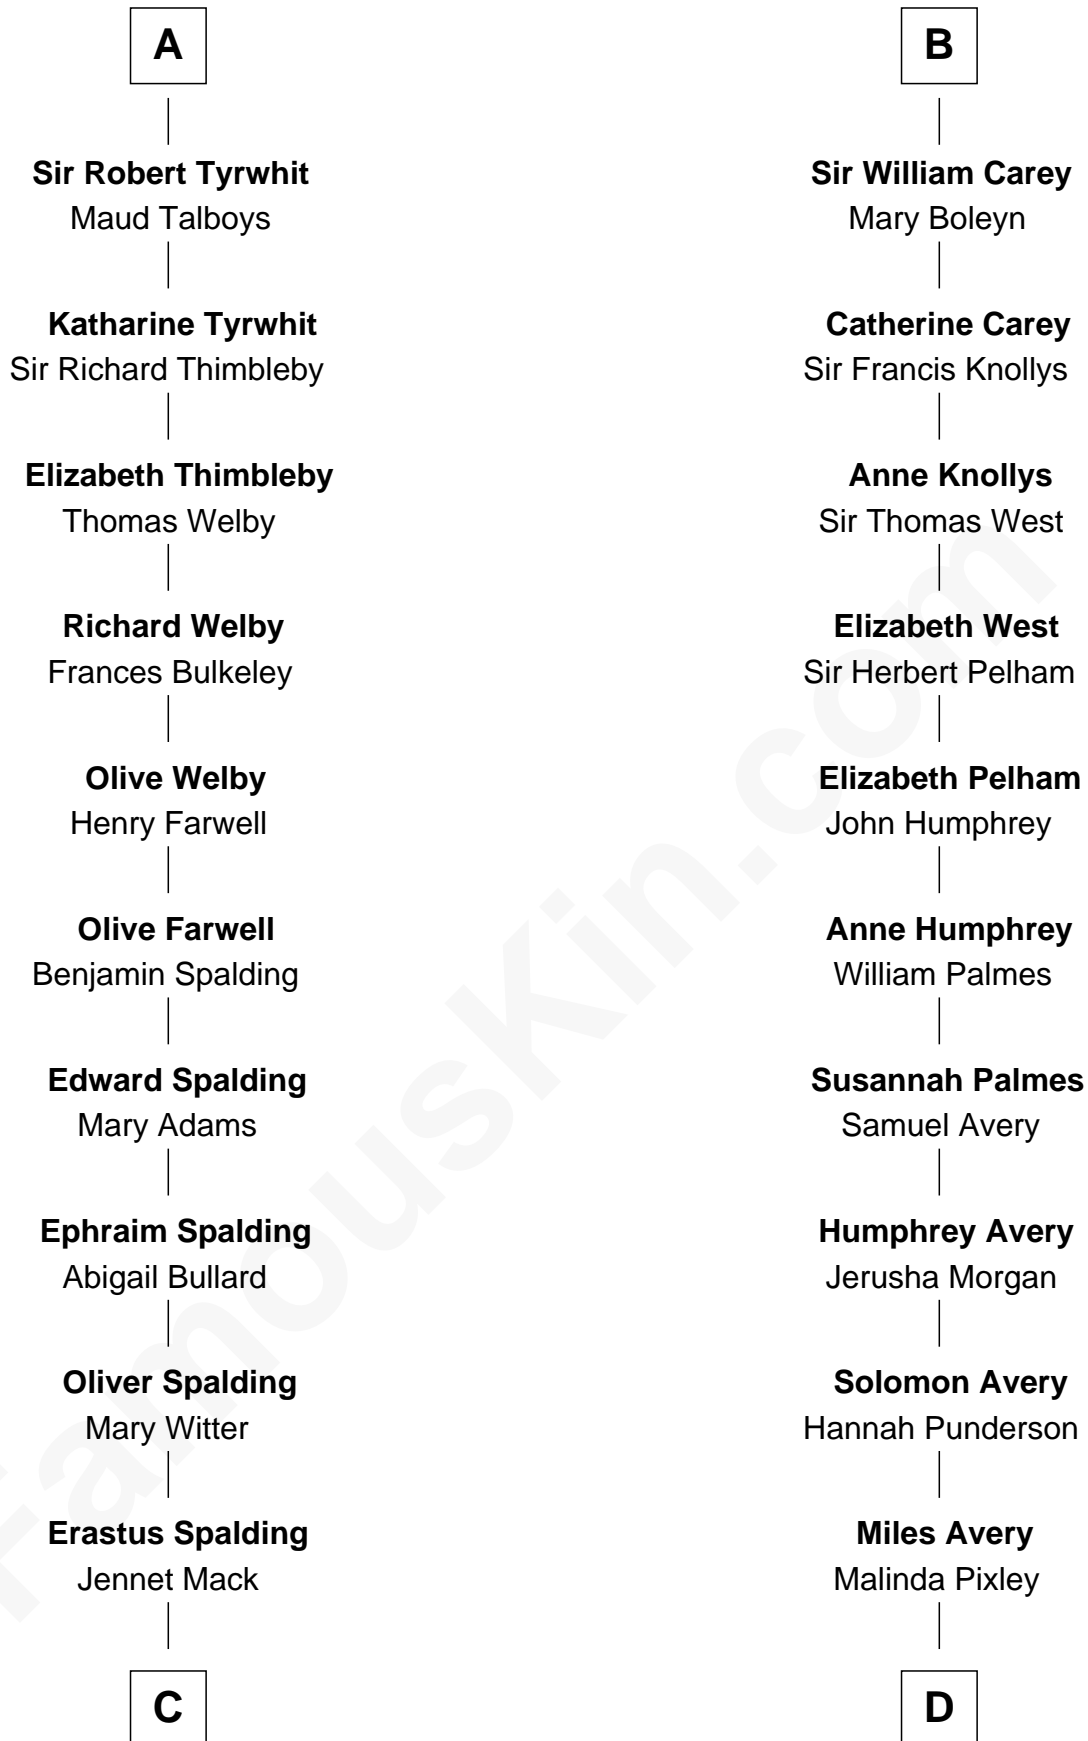 A
Sir Robert Tyrwhit
Maud Talboys
Katharine Tyrwhit
Sir Richard Thimbleby
Elizabeth Thimbleby
Thomas Welby
Richard Welby
Frances Bulkeley
Olive Welby
Henry Farwell
Olive Farwell
Benjamin Spalding
Edward Spalding
Mary Adams
Ephraim Spalding
Abigail Bullard
Oliver Spalding
Mary Witter
Erastus Spalding
Jennet Mack
C
B
Sir William Carey
Mary Boleyn
Catherine Carey
Sir Francis Knollys
Anne Knollys
Sir Thomas West
Elizabeth West
Sir Herbert Pelham
Elizabeth Pelham
John Humphrey
Anne Humphrey
William Palmes
Susannah Palmes
Samuel Avery
Humphrey Avery
Jerusha Morgan
Solomon Avery
Hannah Punderson
Miles Avery
Malinda Pixley
D
FamousKin.com